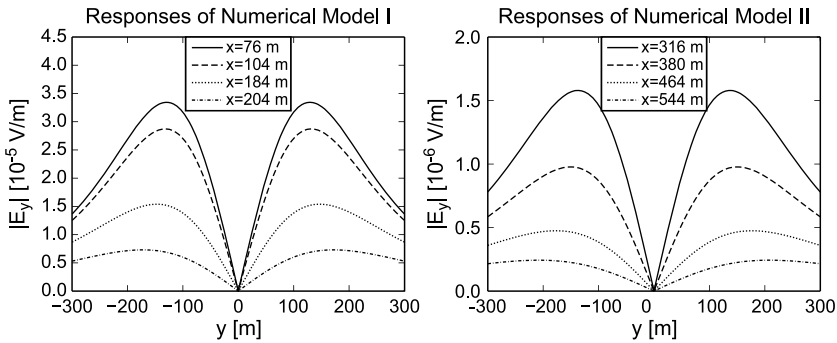 Responses of Numerical Model I
|E_y| [10^-5 V/m]
4.5
4.0
3.5
3.0
2.5
2.0
1.5
1.0
0.5
0.0
x=76 m
x=104 m
x=184 m
x=204 m
−300 −200 −100 0 100 200 300
y [m]
Responses of Numerical Model II
|E_y| [10^-6 V/m]
2.0
1.5
1.0
0.5
0.0
x=316 m
x=380 m
x=464 m
x=544 m
−300 −200 −100 0 100 200 300
y [m]